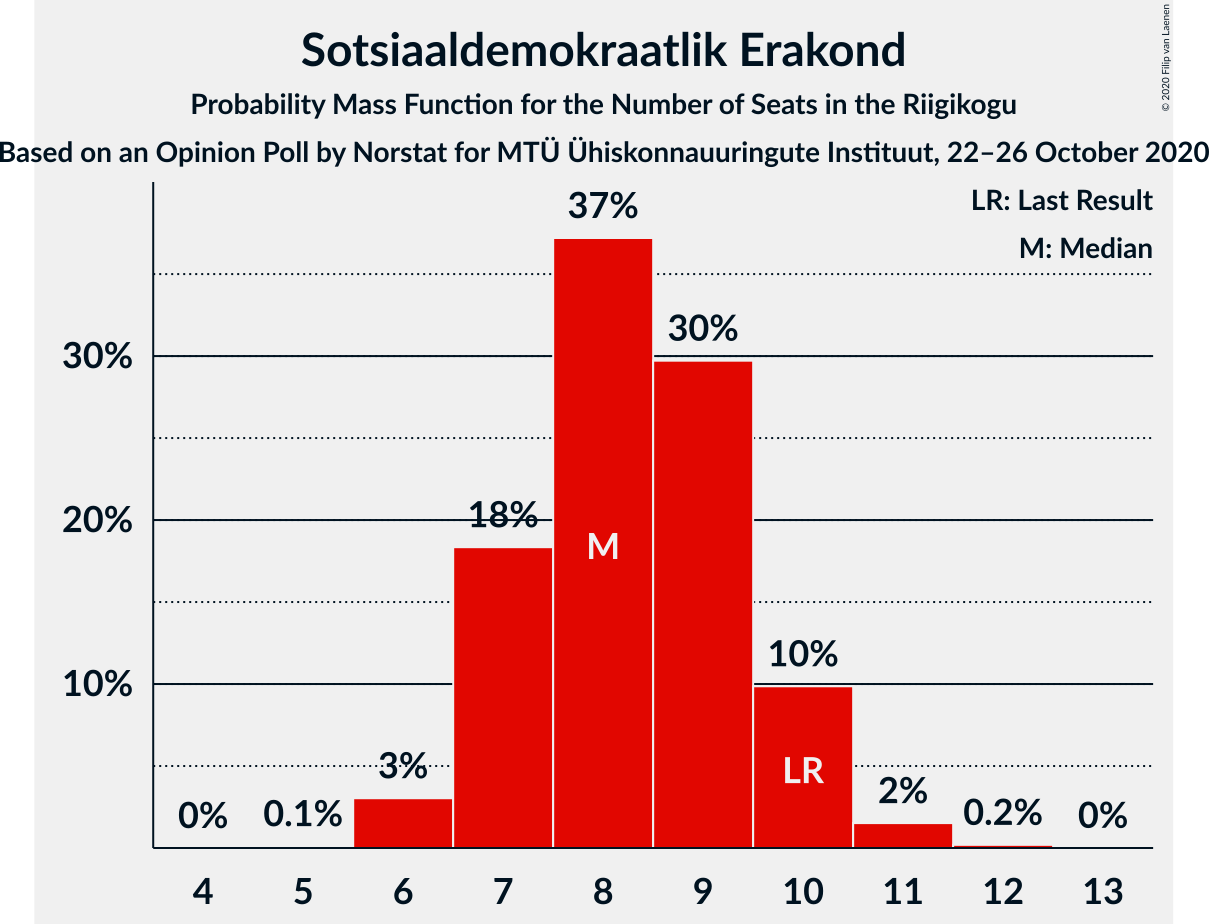 Sotsiaaldemokraatlik Erakond
Probability Mass Function for the Number of Seats in the Riigikogu
Based on an Opinion Poll by Norstat for MTÜ Ühiskonnauuringute Instituut, 22–26 October 2020
© 2020 Filip van Laenen
LR: Last Result
M: Median
37%
30%
30%
20%
18%
M
10%
10%
3%
LR
2%
0%
0.1%
0.2%
0%
4 5 6 7 8 9 10 11 12 13